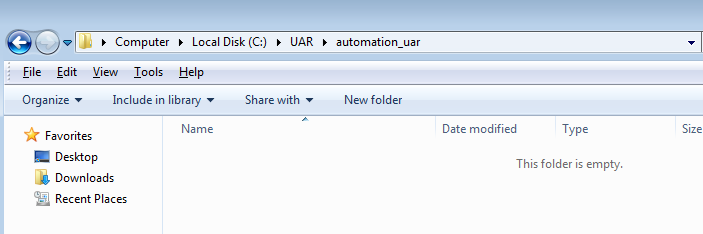 Computer Local Disk (C:) UAR automation_uar
File Edit View Tools Help
Organize Include in library Share with New folder
Favorites
Desktop
Downloads
Recent Places
Name Date modified Type Size
This folder is empty.